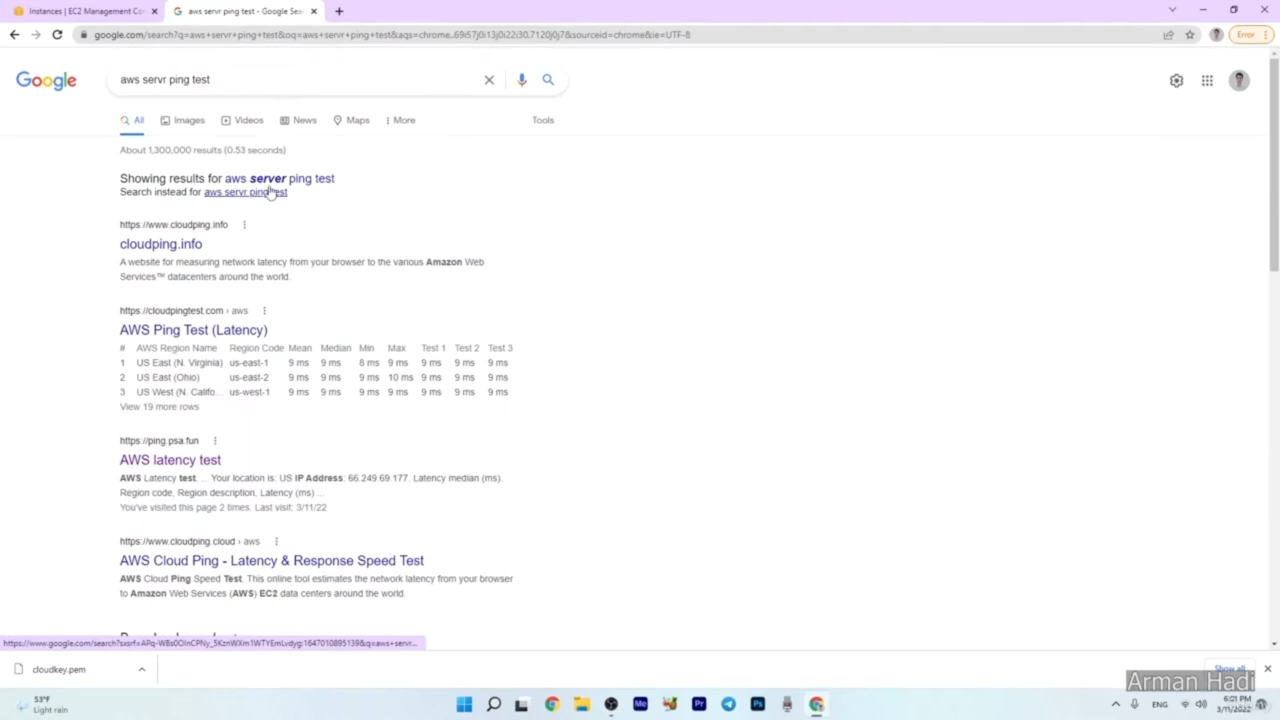 Instances | EC2 Management Co
aws servr ping test - Google Sea
google.com/search?q=aws+servr+ping+test&oq=aws+servr+ping+test&aqs=chrome..69i57j0i13j0i22i30.7120j0j7&sourceid=chrome&ie=UTF-8
Error
Google
aws servr ping test
All
Images
Videos
News
Maps
More
Tools
About 1,300,000 results (0.53 seconds)
Showing results for aws server ping test
Search instead for aws servr ping test
https://www.cloudping.info
cloudping.info
A website for measuring network latency from your browser to the various Amazon Web
Services™ datacenters around the world.
https://cloudpingtest.com › aws
AWS Ping Test (Latency)
# AWS Region Name Region Code Mean Median Min Max Test 1 Test 2 Test 3
1 US East (N. Virginia) us-east-1 9 ms 9 ms 8 ms 9 ms 9 ms 9 ms 9 ms
2 US East (Ohio) us-east-2 9 ms 9 ms 9 ms 10 ms 9 ms 9 ms 9 ms
3 US West (N. Califo... us-west-1 9 ms 9 ms 9 ms 9 ms 9 ms 9 ms 9 ms
View 19 more rows
https://ping.psa.fun
AWS latency test
AWS Latency test. ... Your location is: US IP Address: 66.249.69.177. Latency median (ms).
Region code, Region description, Latency (ms) ...
You've visited this page 2 times. Last visit: 3/11/22
https://www.cloudping.cloud › aws
AWS Cloud Ping - Latency & Response Speed Test
AWS Cloud Ping Speed Test. This online tool estimates the network latency from your browser
to Amazon Web Services (AWS) EC2 data centers around the world.
cloudkey.pem
Show all
Arman Hadi
53°F
Light rain
Me
Pr
Ps
ENG
6:01 PM
3/11/2022